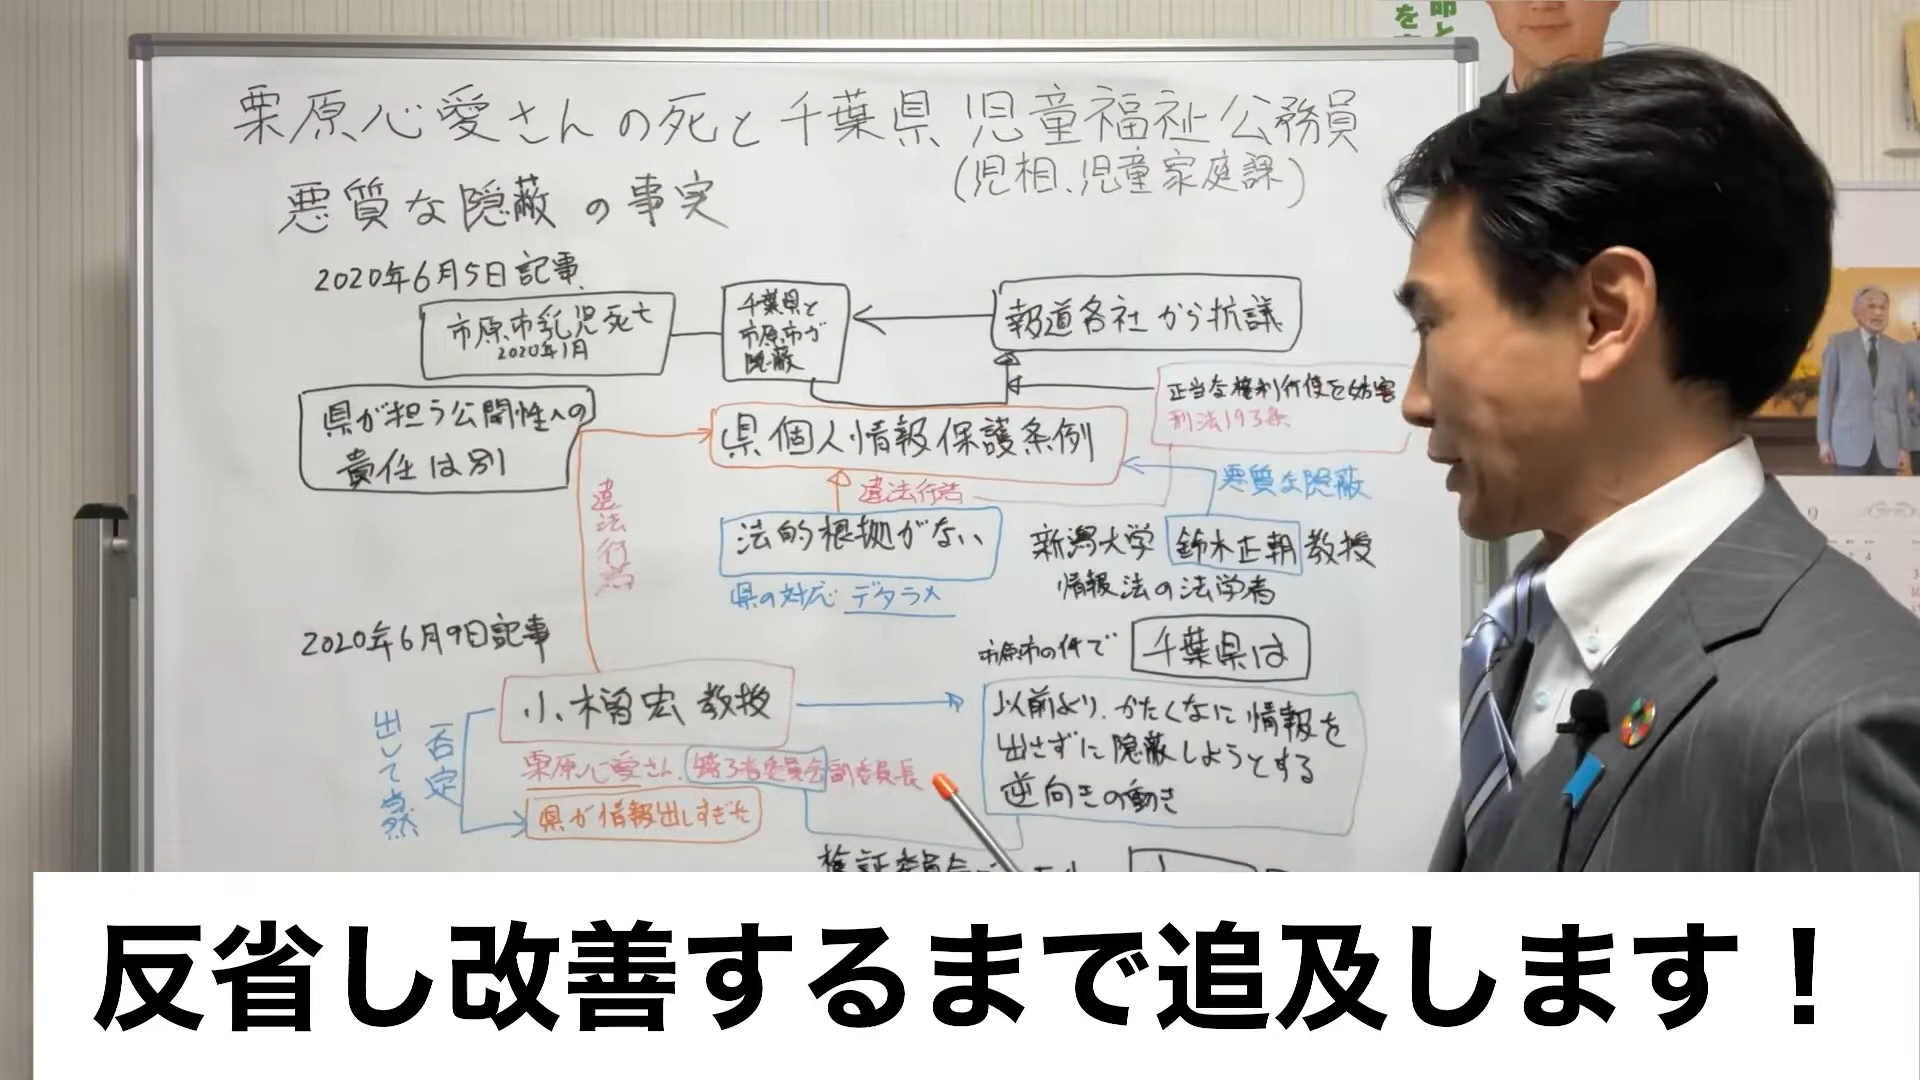 栗原心愛さんの死と千葉県 児童福祉公務員
(児相、児童家庭課)
悪質な隠蔽の事実
2020年6月5日記事
市原市乳児死亡
2020年1月
千葉県と
市原市が
隠蔽
報道各社から抗議
正当な権利行使を妨害
刑法193条
県が担う公開性への
責任は別
県個人情報保護条例
違法行為
違法行為
悪質な隠蔽
法的根拠がない
県の対応 デタラメ
新潟大学 鈴木正朝 教授
情報法の法学者
2020年6月9日記事
市原市の件で 千葉県は
小木曽宏 教授
以前より、かたくなに情報を
出さずに隠蔽しようとする
逆向きの動き
栗原心愛さん
副委員長
県が情報出しすぎた
否定
出して当然
反省し改善するまで追及します！